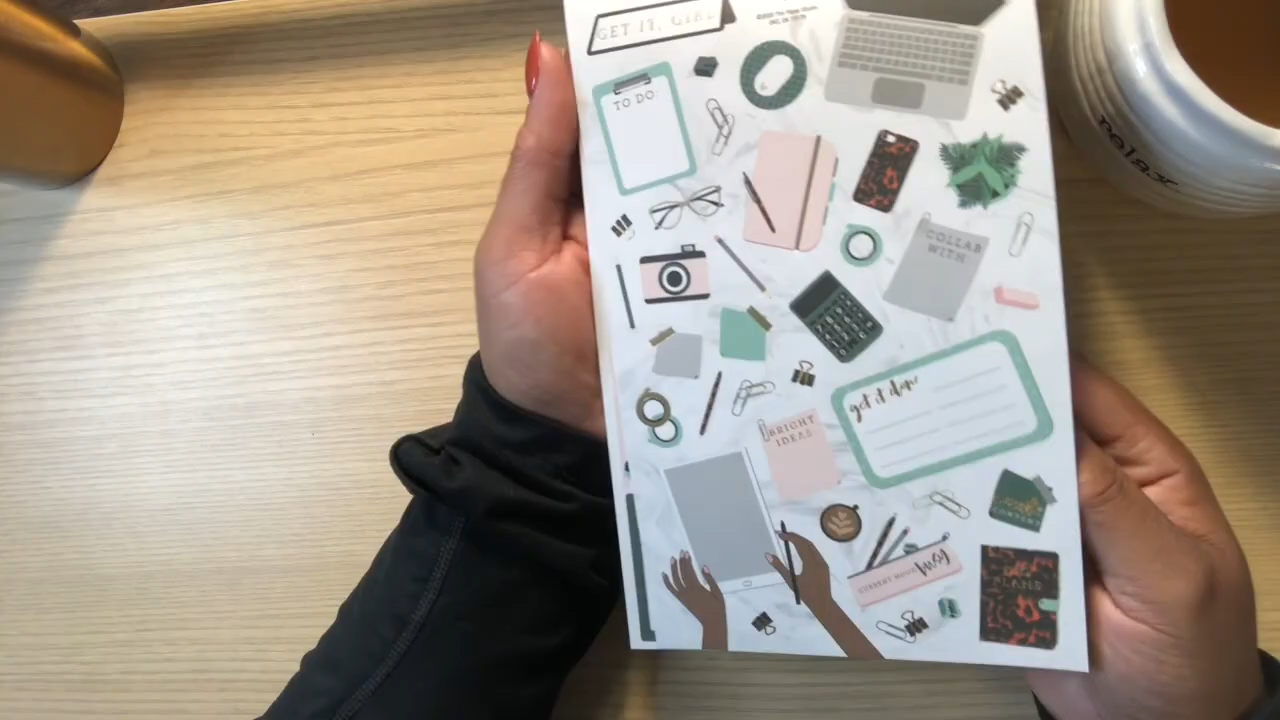 GET IT, GIRL
TO DO:
relax
COLLAB
WITH
get it done
BRIGHT
IDEAS
CONTENT
CURRENT MOOD
busy
PLANS